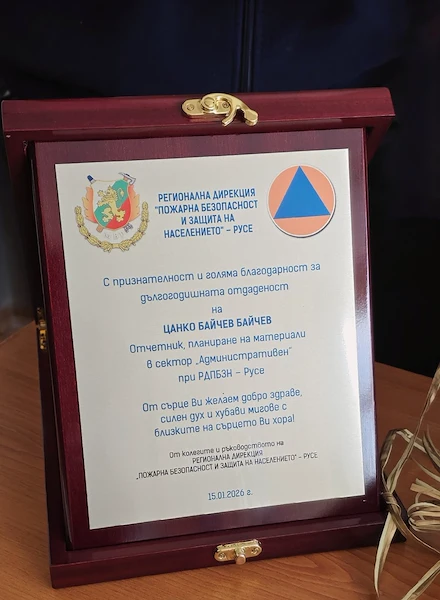 РЕГИОНАЛНА ДИРЕКЦИЯ
"ПОЖАРНА БЕЗОПАСНОСТ
И ЗАЩИТА НА
НАСЕЛЕНИЕТО" – РУСЕ
С признателност и голяма благодарност за
дългогодишната отдаденост
на
ЦАНКО БАЙЧЕВ БАЙЧЕВ
Отчетник, планиране на материали
в сектор „Административен"
при РДПБЗН – Русе
От сърце Ви желаем добро здраве,
силен дух и хубави мигове с
близките на сърцето Ви хора!
От колегите и ръководството на
РЕГИОНАЛНА ДИРЕКЦИЯ
„ПОЖАРНА БЕЗОПАСНОСТ И ЗАЩИТА НА НАСЕЛЕНИЕТО" - РУСЕ
15.01.2026 г.